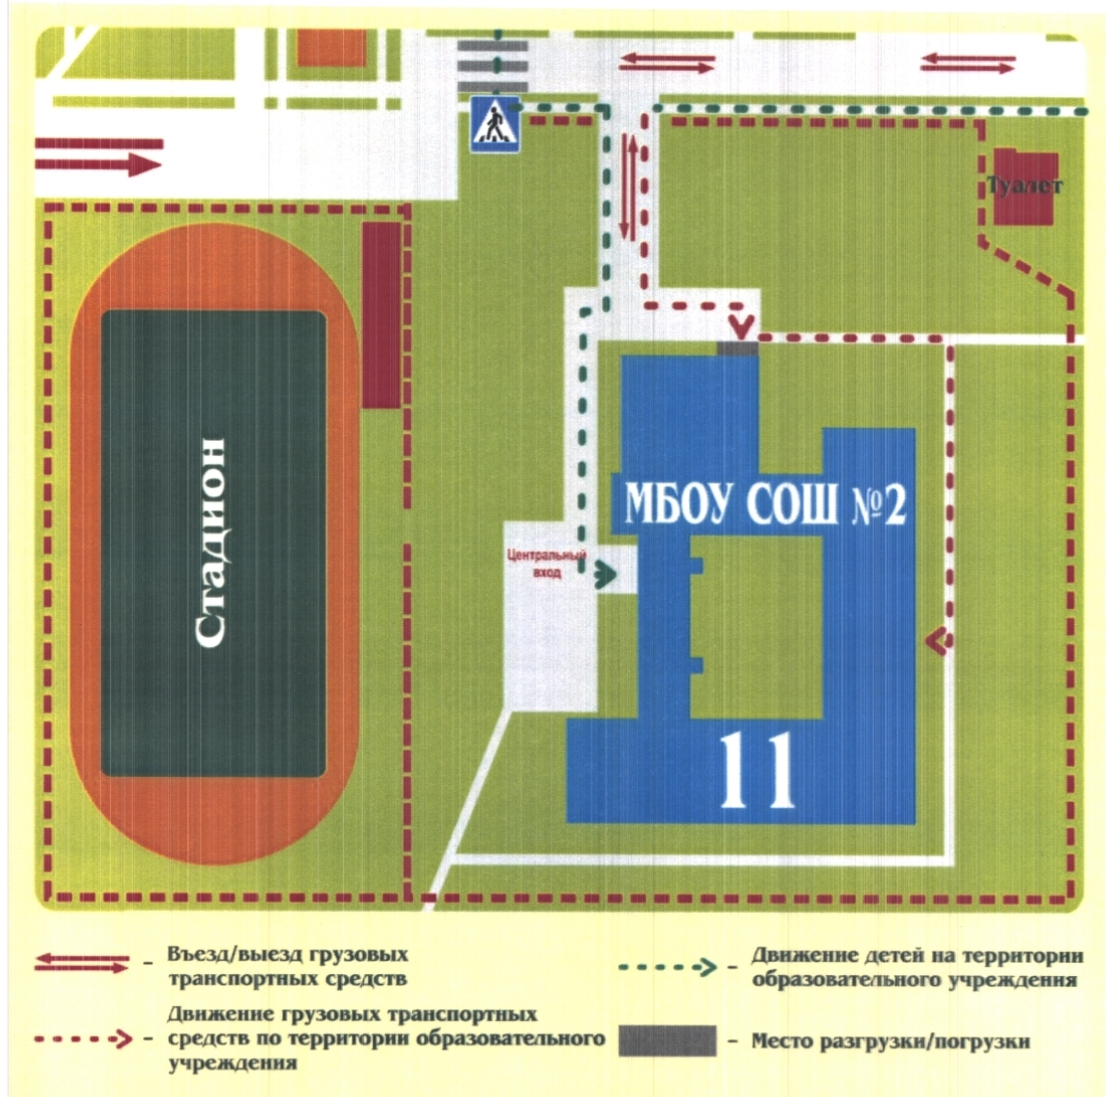 Туалет
Стадион
МБОУ СОШ №2
Центральный
вход
11
- Въезд/выезд грузовых
транспортных средств
Движение грузовых транспортных
- средств по территории образовательного
учреждения
- Движение детей на территории
образовательного учреждения
- Место разгрузки/погрузки